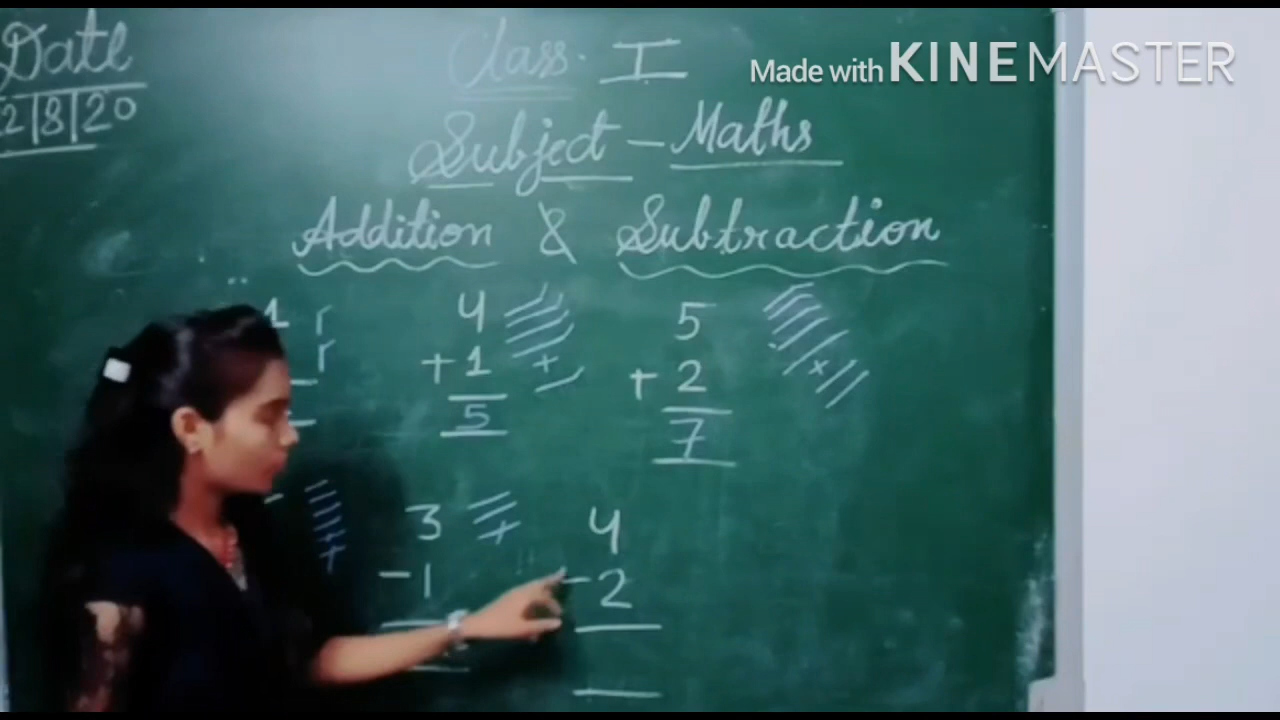 Made with KINEMASTER
Date
2|8|20
Class. I
Subject - Maths
Addition & Subtraction
1
4
+1
5
5
+ 2
7
3
-1
4
-2